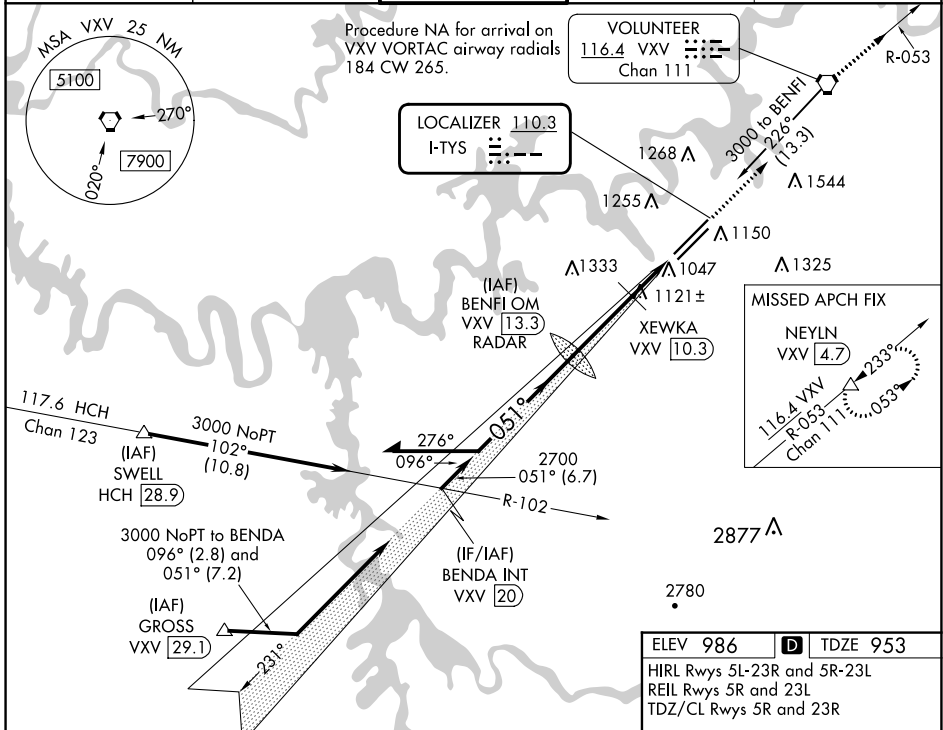 MSA VXV 25 NM
5100
270°
020°
7900
Procedure NA for arrival on
VXV VORTAC airway radials
184 CW 265.
VOLUNTEER
116.4 VXV
Chan 111
R-053
LOCALIZER 110.3
I-TYS
3000 to BENFI
226°
(13.3)
1268
1544
1255
1150
1333
1047
1325
1121±
(IAF)
BENFI OM
VXV 13.3
RADAR
XEWKA
VXV 10.3
MISSED APCH FIX
NEYLN
VXV 4.7
233°
053°
116.4 VXV
R-053
Chan 111
117.6 HCH
Chan 123
3000 NoPT
102°
(10.8)
(IAF)
SWELL
HCH 28.9
051°
276°
096°
2700
051° (6.7)
R-102
3000 NoPT to BENDA
096° (2.8) and
051° (7.2)
(IF/IAF)
BENDA INT
VXV 20
2877
2780
(IAF)
GROSS
VXV 29.1
231°
ELEV 986 D TDZE 953
HIRL Rwys 5L-23R and 5R-23L
REIL Rwys 5R and 23L
TDZ/CL Rwys 5R and 23R